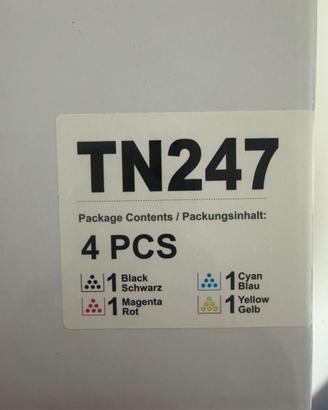 TN247
Package Contents / Packungsinhalt:
4 PCS
1 Black Schwarz
1 Cyan Blau
1 Magenta Rot
1 Yellow Gelb